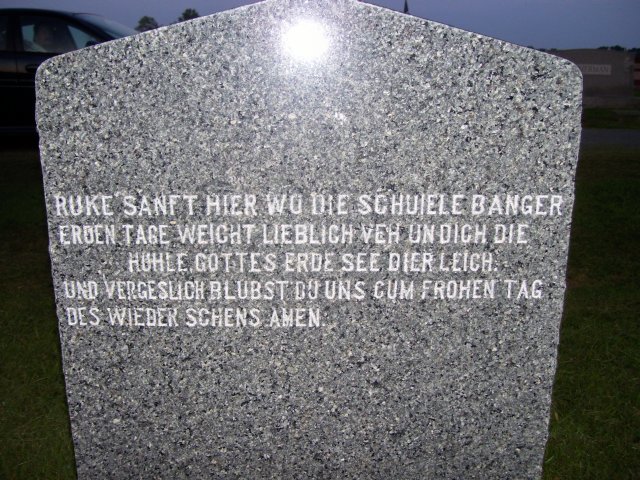 RUKE SANFT HIER WO DIE SCHUIELE BANGER
ERDEN TAGE WEICHT LIEBLICH VEH UN DICH DIE
HUHLE. GOTTES ERDE SEE DIER LEICH.
UND VERGESLICH BLUBST DU UNS CUM FROHEN TAG
DES WIEDER SCHENS AMEN.